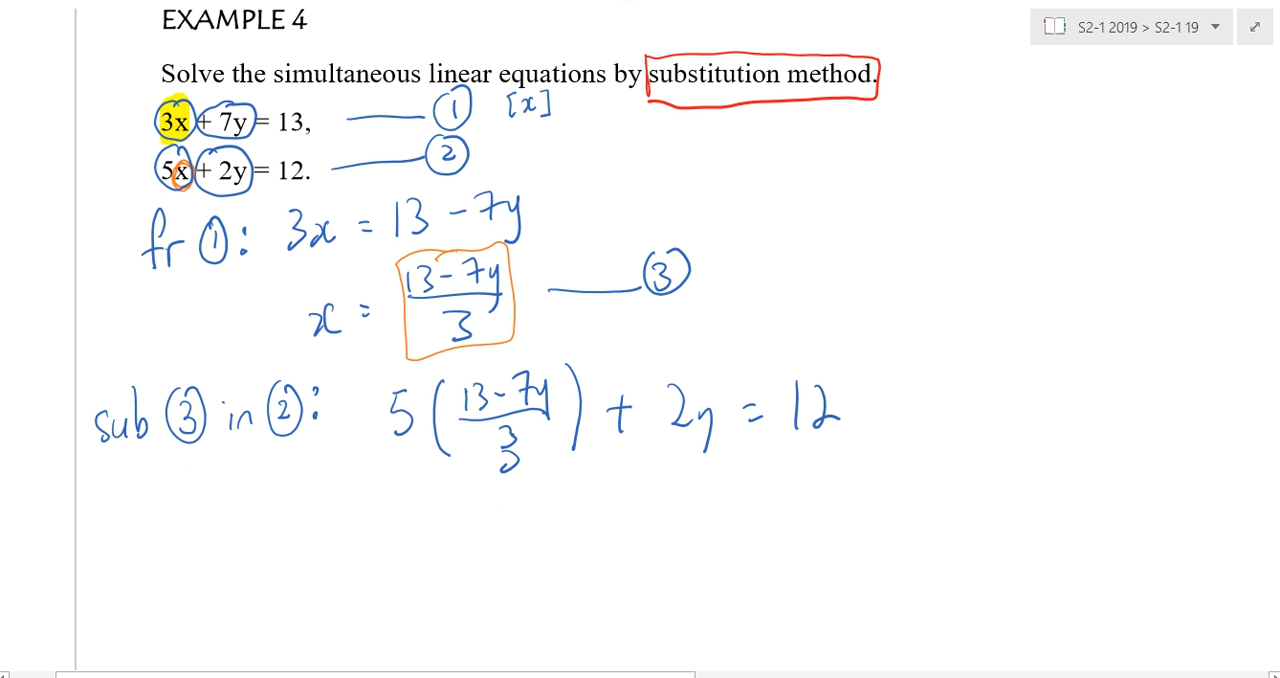 EXAMPLE 4
S2-1 2019 > S2-1 19
Solve the simultaneous linear equations by substitution method.
3x + 7y = 13, ① [x]
5x + 2y = 12. ②
fr ①: 3x = 13 - 7y
x = (13 - 7y)/3 ③
sub ③ in ②: 5((13 - 7y)/3) + 2y = 12